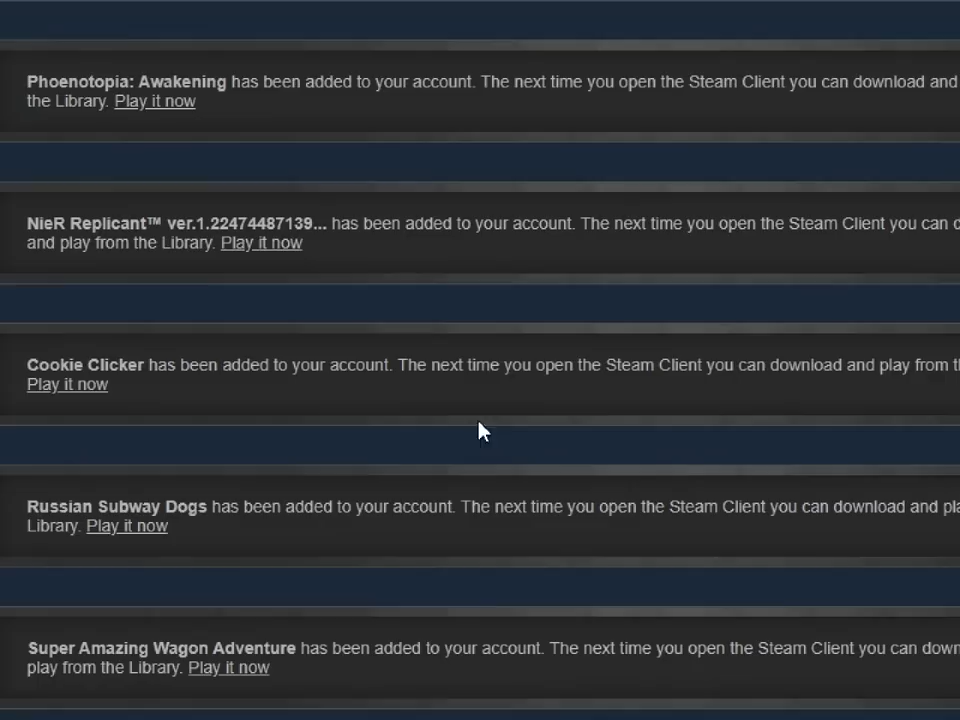 Phoenotopia: Awakening has been added to your account. The next time you open the Steam Client you can download and
the Library. Play it now
NieR Replicant™ ver.1.22474487139... has been added to your account. The next time you open the Steam Client you can
and play from the Library. Play it now
Cookie Clicker has been added to your account. The next time you open the Steam Client you can download and play from
Play it now
Russian Subway Dogs has been added to your account. The next time you open the Steam Client you can download and
Library. Play it now
Super Amazing Wagon Adventure has been added to your account. The next time you open the Steam Client you can
play from the Library. Play it now